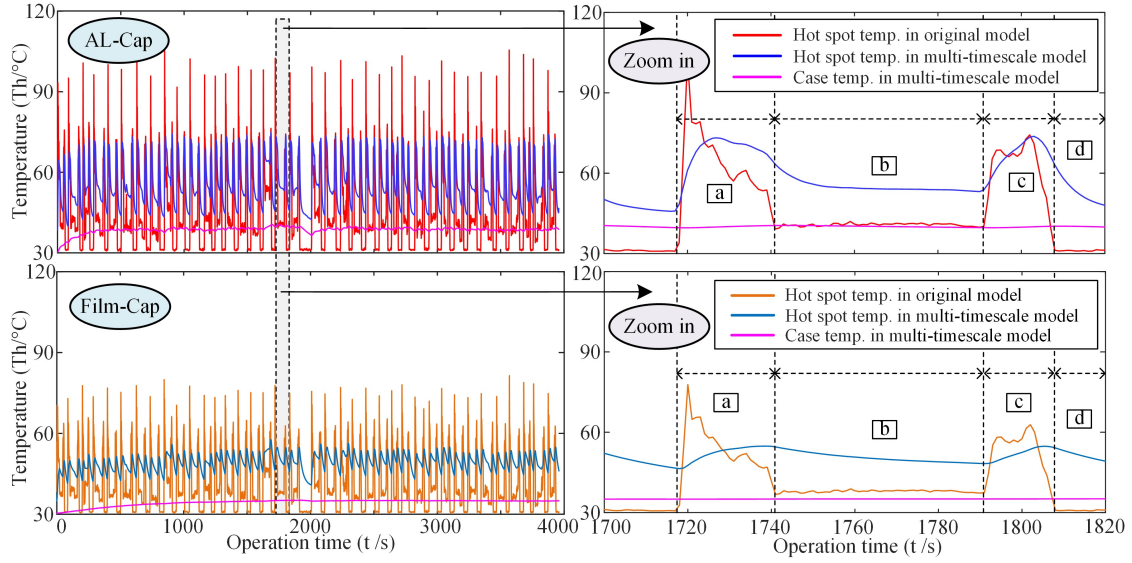 120
90
60
30
Temperature (Th/°C)
AL-Cap
Zoom in
Hot spot temp. in original model
Hot spot temp. in multi-timescale model
Case temp. in multi-timescale model
120
90
60
30
a
b
c
d
120
90
60
30
Temperature (Th/°C)
Film-Cap
0
1000
2000
3000
4000
Operation time (t /s)
Zoom in
Hot spot temp. in original model
Hot spot temp. in multi-timescale model
Case temp. in multi-timescale model
120
90
60
30
a
b
c
d
1700
1720
1740
1760
1780
1800
1820
Operation time (t /s)